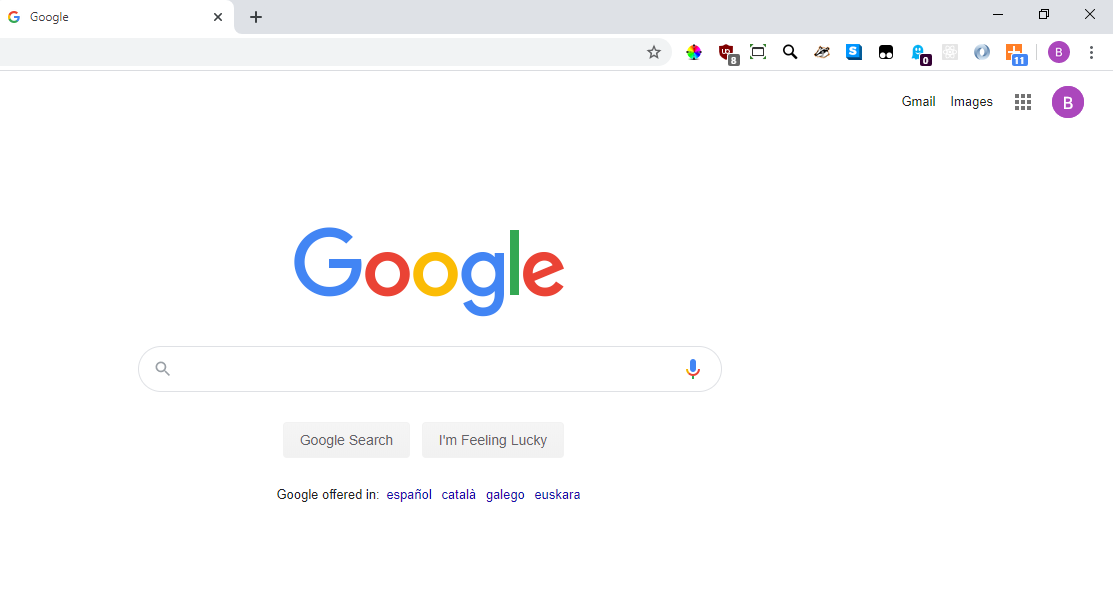 Google
8
S
0
11
B
Gmail Images
B
Google
Google Search I'm Feeling Lucky
Google offered in: español català galego euskara